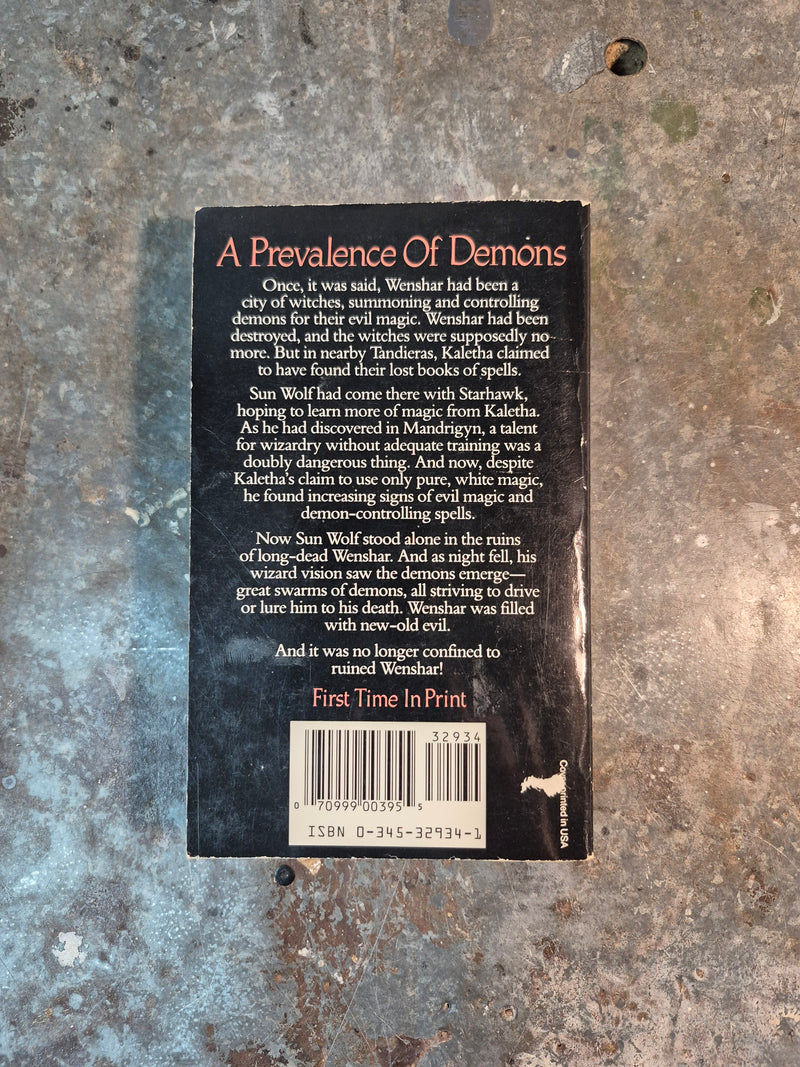 A Prevalence Of Demons
Once, it was said, Wenshar had been a
city of witches, summoning and controlling
demons for their evil magic. Wenshar had been
destroyed, and the witches were supposedly no
more. But in nearby Tandieras, Kaletha claimed
to have found their lost books of spells.
Sun Wolf had come there with Starhawk,
hoping to learn more of magic from Kaletha.
As he had discovered in Mandrigyn, a talent
for wizardry without adequate training was a
doubly dangerous thing. And now, despite
Kaletha's claim to use only pure, white magic,
he found increasing signs of evil magic and
demon-controlling spells.
Now Sun Wolf stood alone in the ruins
of long-dead Wenshar. And as night fell, his
wizard vision saw the demons emerge—
great swarms of demons, all striving to drive
or lure him to his death. Wenshar was filled
with new-old evil.
And it was no longer confined to
ruined Wenshar!
First Time In Print
32934
0 70999 00395 5
ISBN 0-345-32934-1
Cover printed in USA